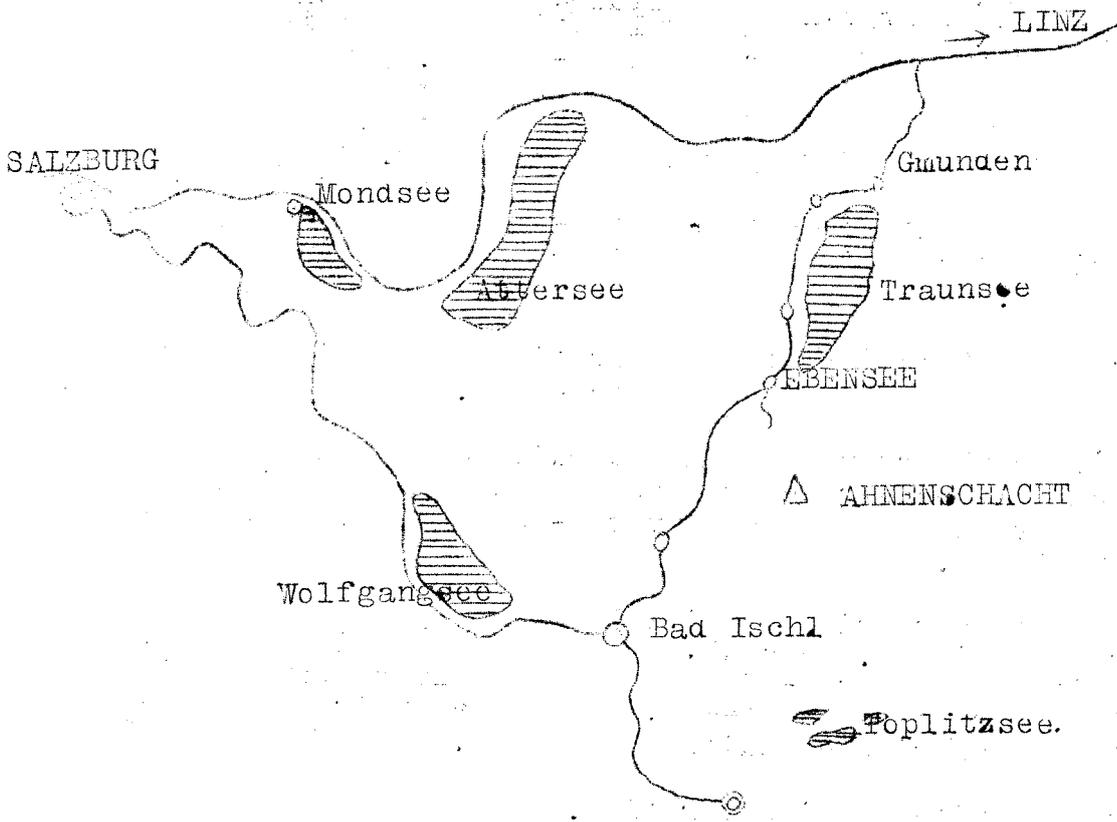 LINZ
SALZBURG
Gmunden
Mondsee
Attersee
Traunsee
EBENSEE
AHNENSCHACHT
Wolfgangsee
Bad Ischl
Toplitzsee.